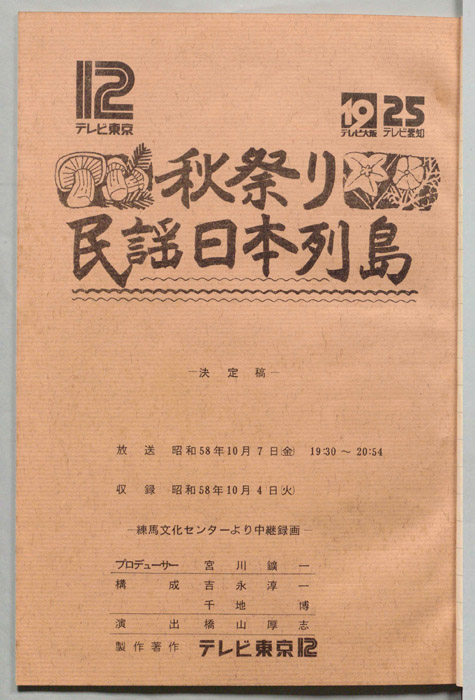 12
テレビ東京
19 25
テレビ大阪 テレビ愛知
秋祭り
民謡日本列島
—決定稿—
放送 昭和58年10月7日(金) 19:30～20:54
収録 昭和58年10月4日(火)
—練馬文化センターより中継録画—
プロデューサー 宮川鑛一
構成 吉永淳一
千地博
演出 橋山厚志
製作著作 テレビ東京12